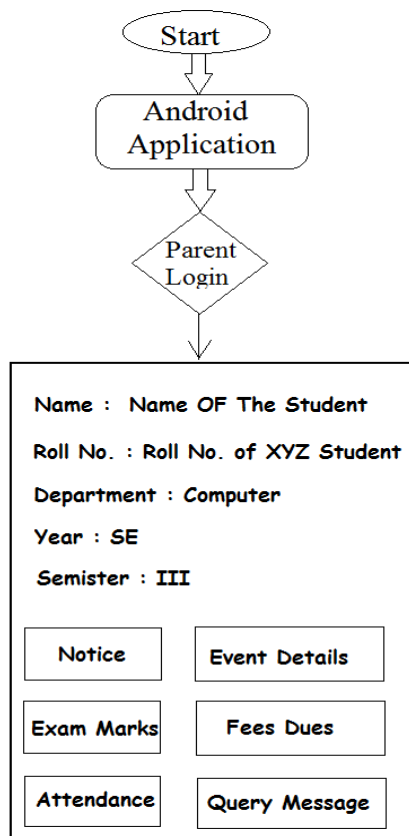 Start
Android
Application
Parent
Login
Name : Name OF The Student
Roll No. : Roll No. of XYZ Student
Department : Computer
Year : SE
Semister : III
Notice
Event Details
Exam Marks
Fees Dues
Attendance
Query Message